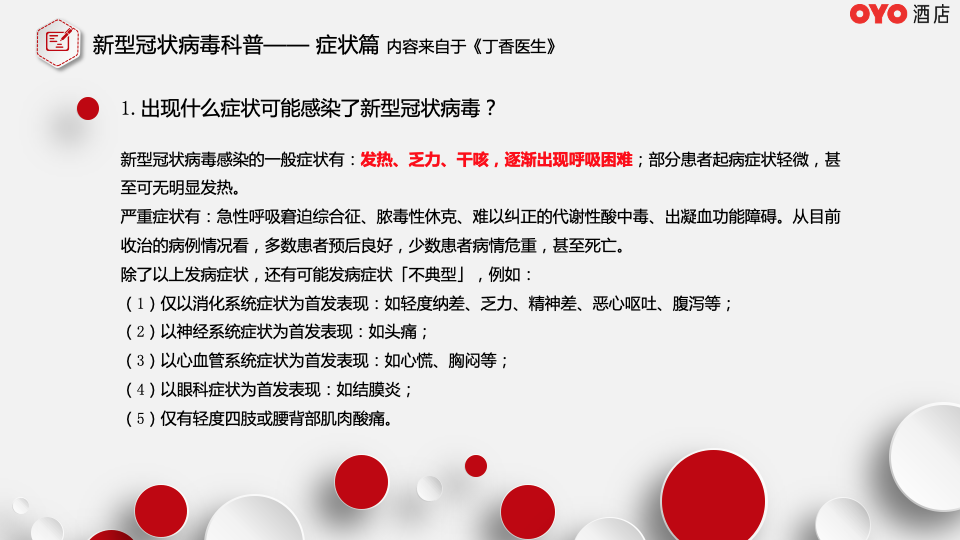 OYO 酒店
新型冠状病毒科普—— 症状篇 内容来自于《丁香医生》
1. 出现什么症状可能感染了新型冠状病毒？
新型冠状病毒感染的一般症状有：发热、乏力、干咳，逐渐出现呼吸困难；部分患者起病症状轻微，甚
至可无明显发热。
严重症状有：急性呼吸窘迫综合征、脓毒性休克、难以纠正的代谢性酸中毒、出凝血功能障碍。从目前
收治的病例情况看，多数患者预后良好，少数患者病情危重，甚至死亡。
除了以上发病症状，还有可能发病症状「不典型」，例如：
（1）仅以消化系统症状为首发表现：如轻度纳差、乏力、精神差、恶心呕吐、腹泻等；
（2）以神经系统症状为首发表现：如头痛；
（3）以心血管系统症状为首发表现：如心慌、胸闷等；
（4）以眼科症状为首发表现：如结膜炎；
（5）仅有轻度四肢或腰背部肌肉酸痛。